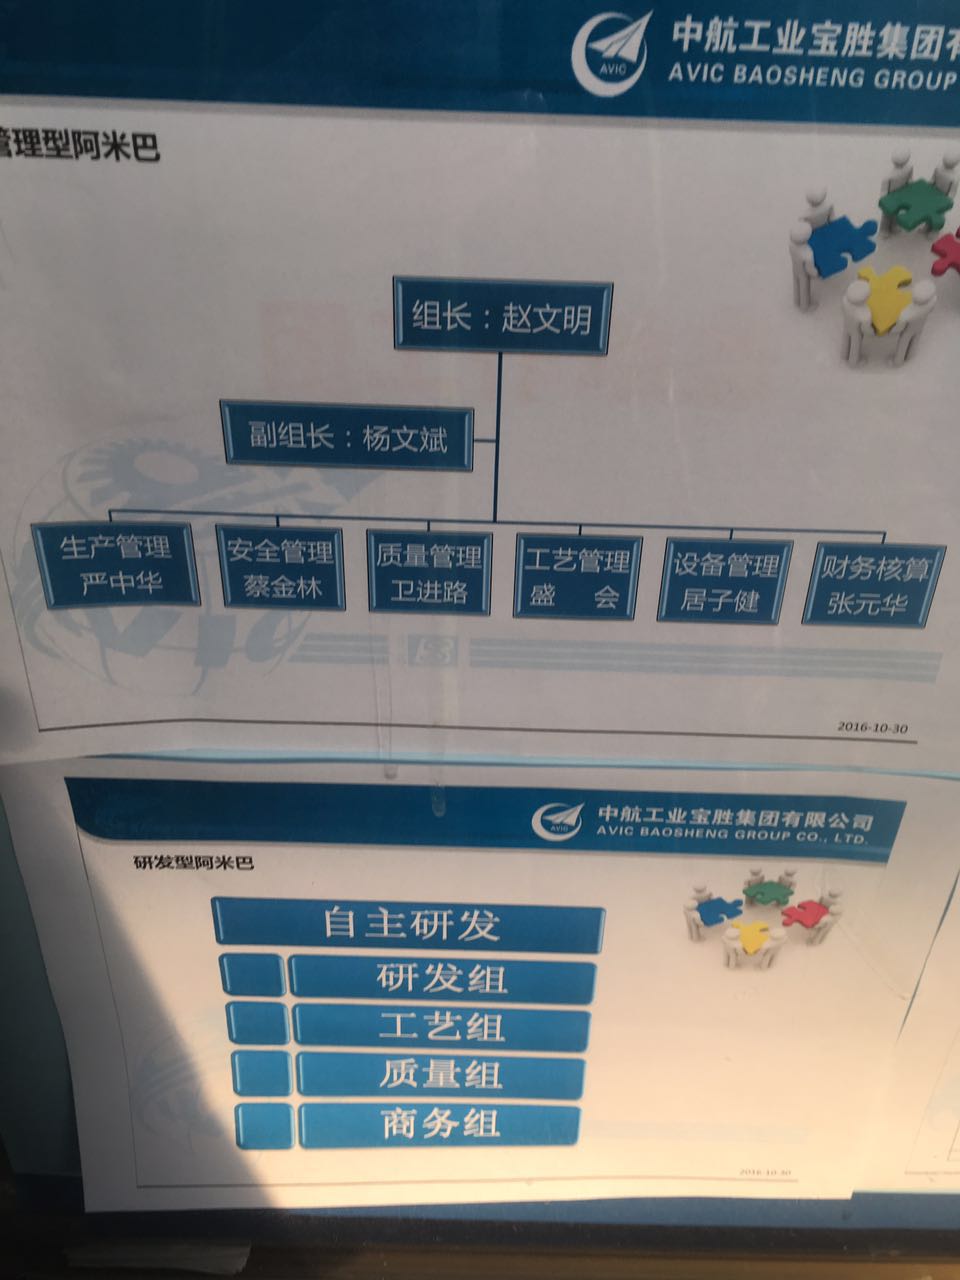 中航工业宝胜集团有
AVIC BAOSHENG GROUP
AVIC
管理型阿米巴
组长：赵文明
副组长：杨文斌
生产管理
严中华
安全管理
蔡金林
质量管理
卫进路
工艺管理
盛 会
设备管理
居子健
财务核算
张元华
2016-10-30
中航工业宝胜集团有限公司
AVIC BAOSHENG GROUP CO., LTD.
AVIC
研发型阿米巴
自主研发
研发组
工艺组
质量组
商务组
2016-10-30